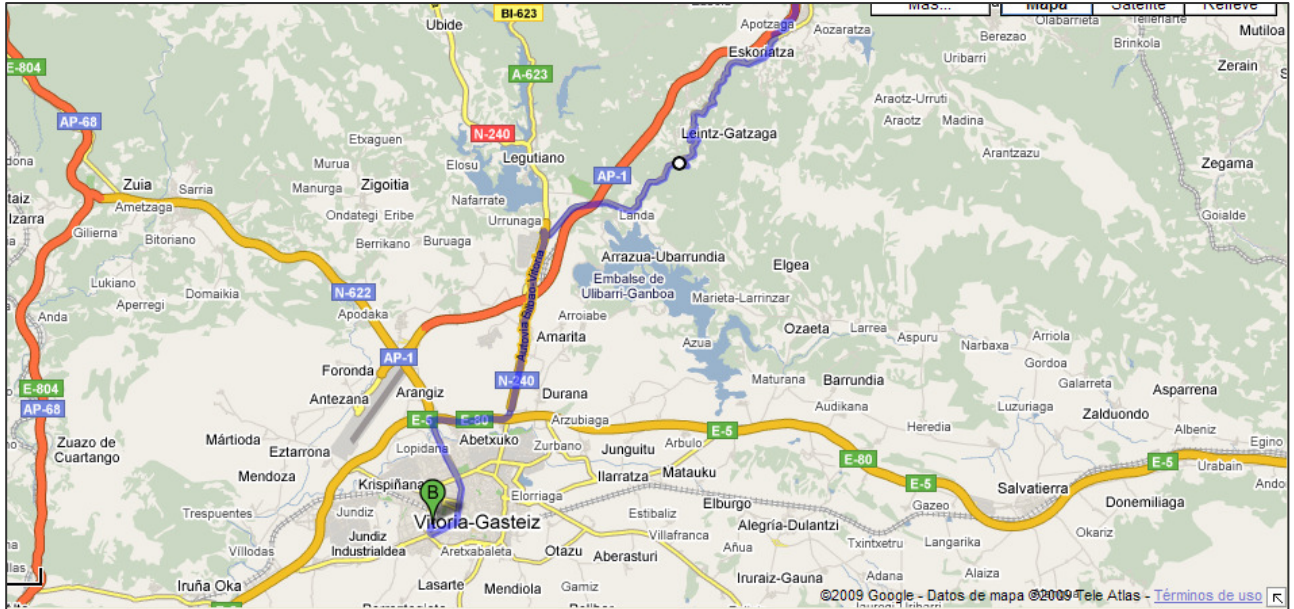 Más...
Mapa
Satélite
Relieve
Apotzaga
Olabarrieta
Ubide
BI-623
Aozaratza
Berezao
Mutiloa
Brinkola
Eskoriatza
Uribarri
E-804
A-623
Zerain
Araotz-Urruti
AP-68
Etxaguen
N-240
Leintz-Gatzaga
Araotz
Madina
Legutiano
Arantzazu
Murua
Elosu
Zegama
Zuia
Sarria
Manurga
Zigoitia
AP-1
Nafarrate
Ametzaga
Izarra
Ondategi
Eribe
Urrunaga
Landa
Goialde
Gilierna
Bitoriano
Berrikano
Buruaga
Arrazua-Ubarrundia
Elgea
Lukiano
Domaikia
N-622
Embalse de
Ulibarri-Ganboa
Marieta-Larrinzar
Aperregi
Anda
Apodaka
Autovía Bilbao-Vitoria
Arroiabe
Ozaeta
Larrea
Aspuru
Arriola
Amarita
Azua
Narbaxa
AP-1
Gordoa
Foronda
N-240
Maturana
Barrundia
Galarreta
Asparrena
E-804
Antezana
Arangiz
Durana
AP-68
Audikana
Luzuriaga
Zalduondo
E-5
E-80
Arzubiaga
Heredia
Albeniz
Zuazo de
Cuartango
Mártioda
Abetxuko
E-5
Egino
Eztarrona
Lopidana
Zurbano
Junguitu
Arbulo
E-80
E-5
Urabain
Mendoza
Krispiñana
Ilarratza
Matauku
E-5
Salvatierra
B
Elorriaga
Elburgo
Gazeo
Donemiliaga
Trespuentes
Jundiz
Vitoria-Gasteiz
Estibaliz
Alegría-Dulantzi
Okariz
Jundiz
Industrialdea
Villafranca
Txintxetru
Langarika
Víllodas
Aretxabaleta
Otazu
Aberasturi
Añua
Iruña Oka
Lasarte
Mendiola
Gamiz
Iruraiz-Gauna
Adana
Alaiza
©2009 Google - Datos de mapa ©2009 Tele Atlas - Términos de uso